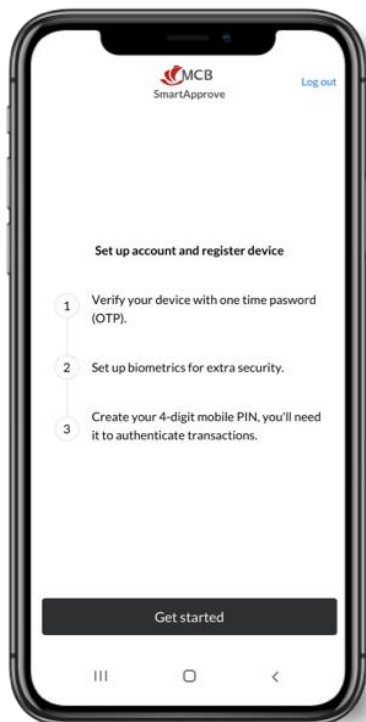 MCB
SmartApprove
Log out
Set up account and register device
1
Verify your device with one time pasword
(OTP).
2
Set up biometrics for extra security.
3
Create your 4-digit mobile PIN, you'll need
it to authenticate transactions.
Get started